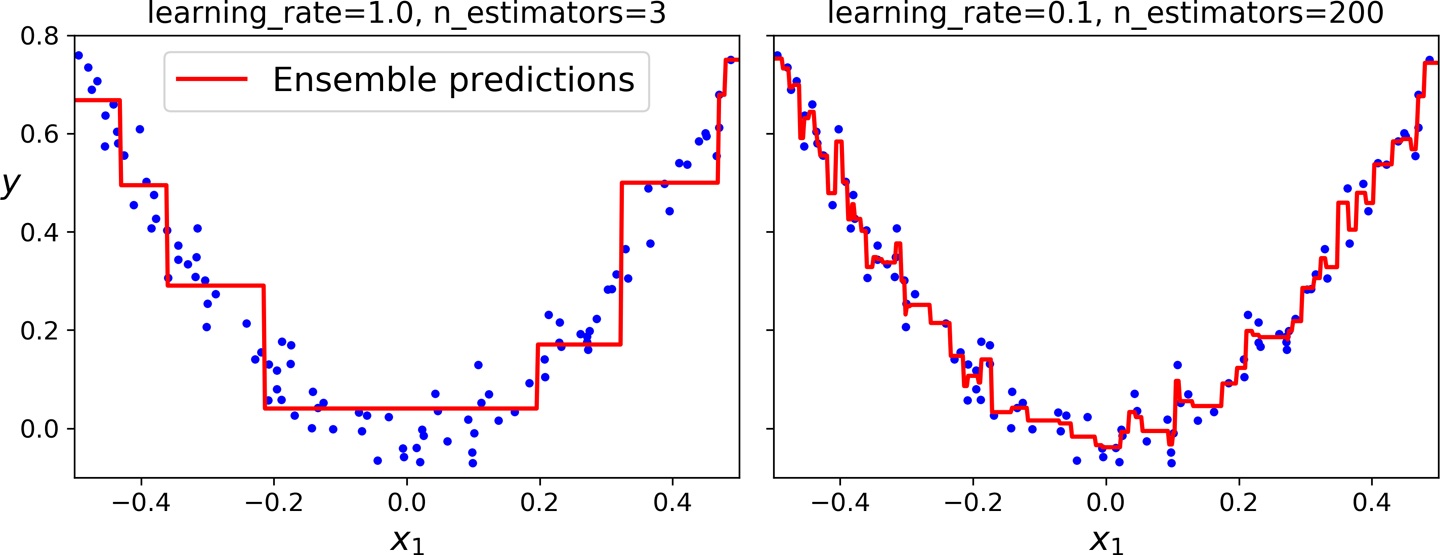 learning_rate=1.0, n_estimators=3
learning_rate=0.1, n_estimators=200
Ensemble predictions
y
0.8
0.6
0.4
0.2
0.0
−0.4 −0.2 0.0 0.2 0.4
−0.4 −0.2 0.0 0.2 0.4
x₁
x₁